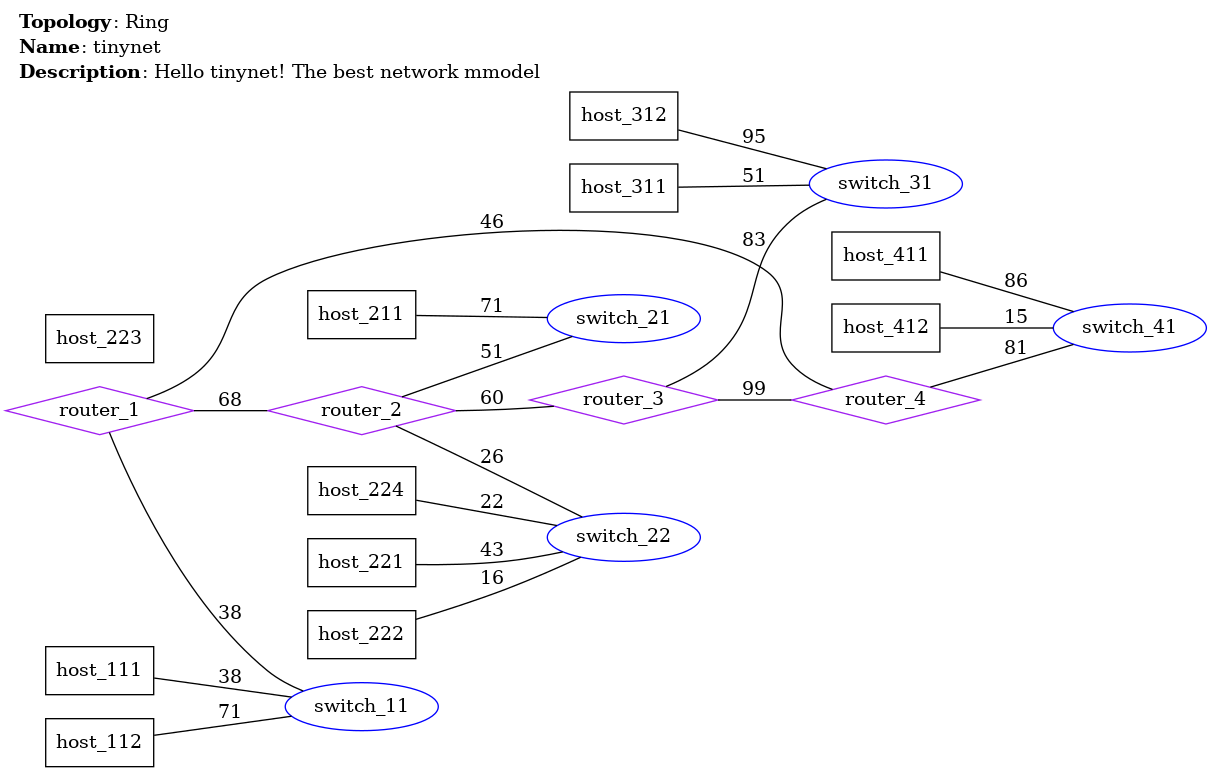 Topology: Ring
Name: tinynet
Description: Hello tinynet! The best network mmodel
host_312
95
host_311
51
switch_31
46
83
host_411
86
host_211
71
switch_21
host_412
15
switch_41
host_223
51
81
router_1
68
router_2
60
router_3
99
router_4
26
host_224
22
switch_22
host_221
43
16
host_222
38
host_111
38
switch_11
71
host_112